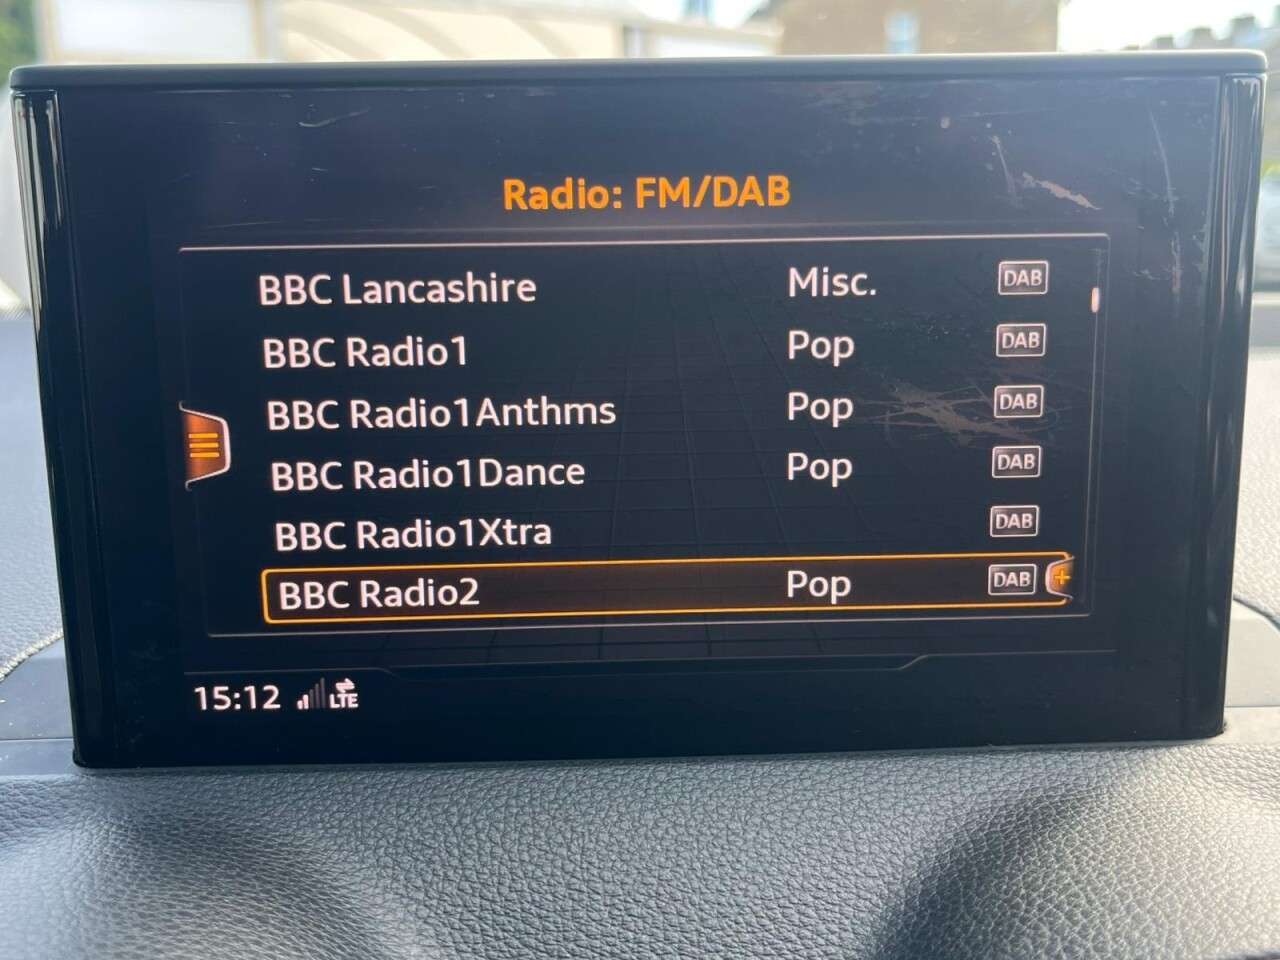 Radio: FM/DAB
BBC Lancashire Misc. DAB
BBC Radio1 Pop DAB
BBC Radio1Anthms Pop DAB
BBC Radio1Dance Pop DAB
BBC Radio1Xtra DAB
BBC Radio2 Pop DAB +
15:12 LTE